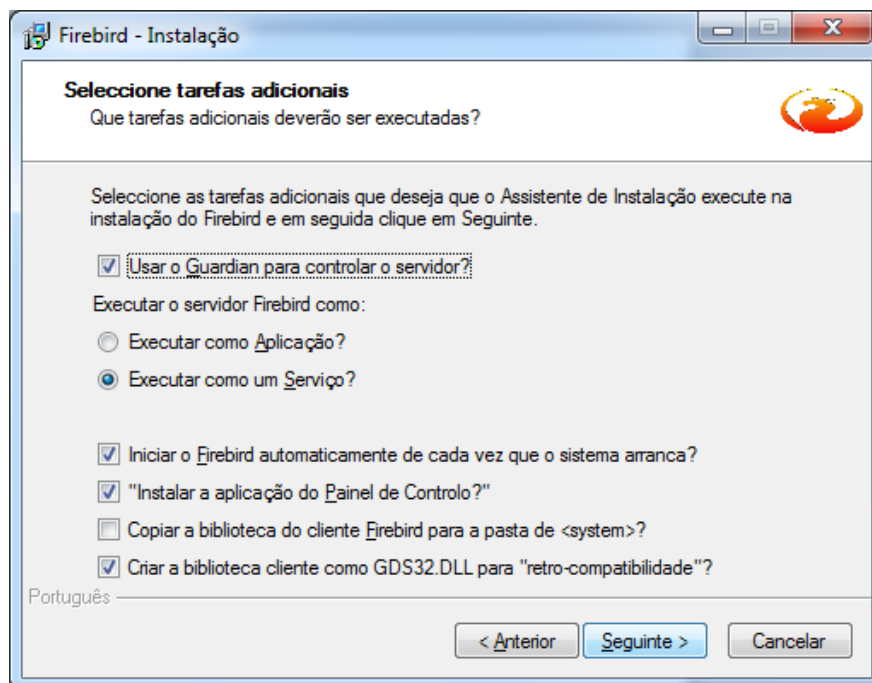 Firebird - Instalação
Seleccione tarefas adicionais
Que tarefas adicionais deverão ser executadas?
Seleccione as tarefas adicionais que deseja que o Assistente de Instalação execute na
instalação do Firebird e em seguida clique em Seguinte.
Usar o Guardian para controlar o servidor?
Executar o servidor Firebird como:
Executar como Aplicação?
Executar como um Serviço?
Iniciar o Firebird automaticamente de cada vez que o sistema arranca?
"Instalar a aplicação do Painel de Controlo?"
Copiar a biblioteca do cliente Firebird para a pasta de <system>?
Criar a biblioteca cliente como GDS32.DLL para "retro-compatibilidade"?
Português
< Anterior
Seguinte >
Cancelar